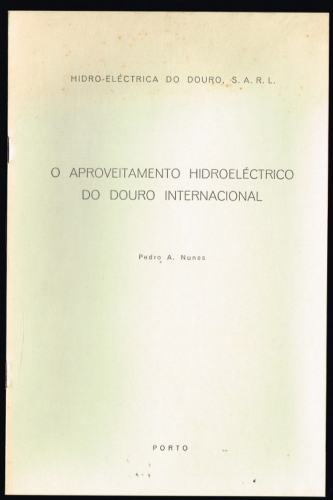 HIDRO-ELÉCTRICA DO DOURO, S. A. R. L.
O APROVEITAMENTO HIDROELÉCTRICO
DO DOURO INTERNACIONAL
Pedro A. Nunes
PORTO